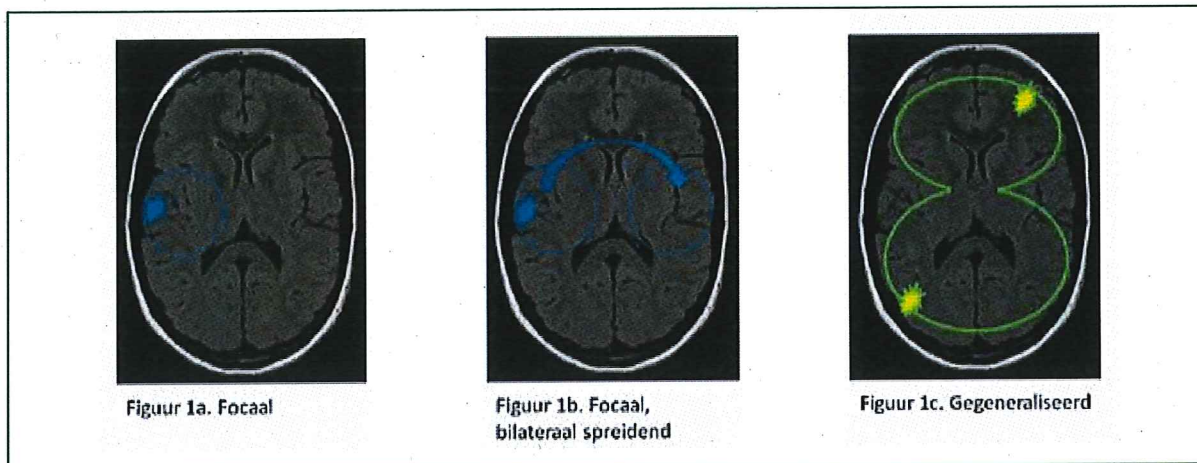 Figuur 1a. Focaal
Figuur 1b. Focaal,
bilateraal spreidend
Figuur 1c. Gegeneraliseerd